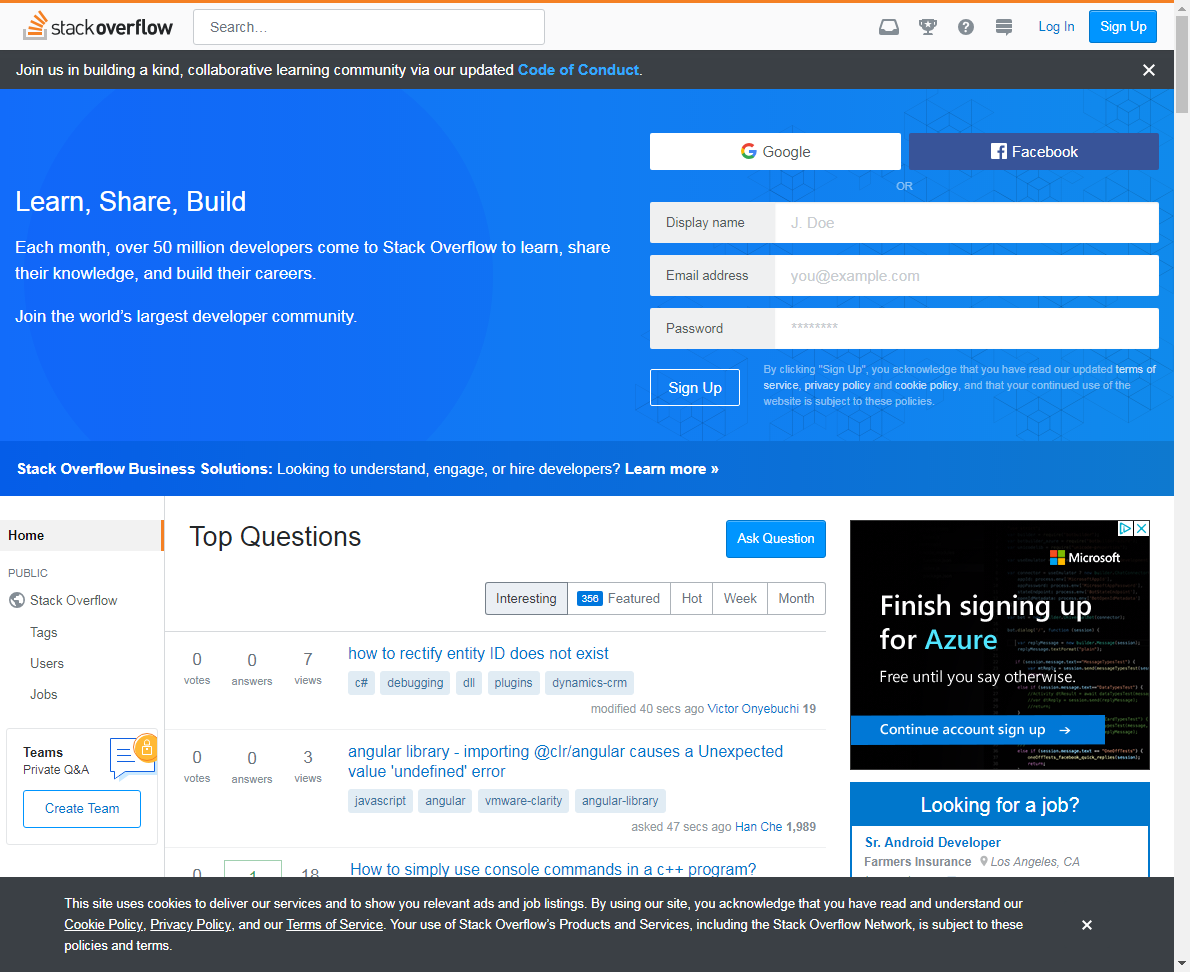 stackoverflow
Search…
Log In
Sign Up
Join us in building a kind, collaborative learning community via our updated Code of Conduct.
Google
Facebook
OR
Learn, Share, Build
Each month, over 50 million developers come to Stack Overflow to learn, share
their knowledge, and build their careers.
Join the world’s largest developer community.
Display name
J. Doe
Email address
you@example.com
Password
********
Sign Up
By clicking "Sign Up", you acknowledge that you have read our updated terms of
service, privacy policy and cookie policy, and that your continued use of the
website is subject to these policies.
Stack Overflow Business Solutions: Looking to understand, engage, or hire developers? Learn more »
Home
PUBLIC
Stack Overflow
Tags
Users
Jobs
Teams
Private Q&A
Create Team
Top Questions
Ask Question
Interesting
356 Featured
Hot
Week
Month
0 votes
0 answers
7 views
how to rectify entity ID does not exist
c# debugging dll plugins dynamics-crm
modified 40 secs ago Victor Onyebuchi 19
0 votes
0 answers
3 views
angular library - importing @clr/angular causes a Unexpected
value 'undefined' error
javascript angular vmware-clarity angular-library
asked 47 secs ago Han Che 1,989
0
1
18
How to simply use console commands in a c++ program?
Microsoft
Finish signing up
for Azure
Free until you say otherwise.
Continue account sign up →
Looking for a job?
Sr. Android Developer
Farmers Insurance Los Angeles, CA
This site uses cookies to deliver our services and to show you relevant ads and job listings. By using our site, you acknowledge that you have read and understand our
Cookie Policy, Privacy Policy, and our Terms of Service. Your use of Stack Overflow’s Products and Services, including the Stack Overflow Network, is subject to these
policies and terms.